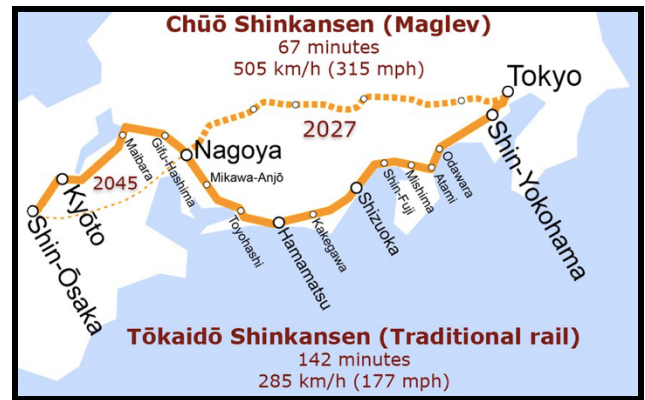 Chūō Shinkansen (Maglev)
67 minutes
505 km/h (315 mph)
Tokyo
2027
Shin-Yokohama
Nagoya
Maibara
Gifu-Hashima
Mikawa-Anjō
2045
Kyōto
Shin-Ōsaka
Toyohashi
Hamamatsu
Kakegawa
Shizuoka
Shin-Fuji
Mishima
Atami
Odawara
Tōkaidō Shinkansen (Traditional rail)
142 minutes
285 km/h (177 mph)